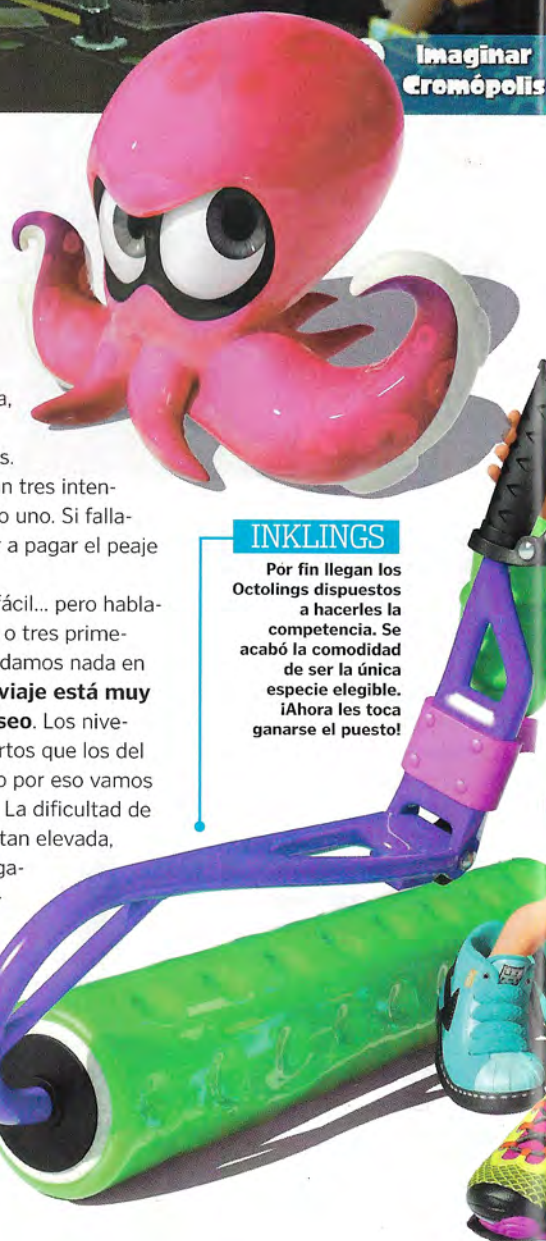 Imaginar
Cromópolis
a,
s.
n tres inten-
o uno. Si falla-
r a pagar el peaje
fácil... pero habla-
o tres prime-
damos nada en
viaje está muy
seo. Los nive-
rtos que los del
o por eso vamos
La dificultad de
tan elevada,
ga-
-
INKLINGS
Por fin llegan los
Octolings dispuestos
a hacerles la
competencia. Se
acabó la comodidad
de ser la única
especie elegible.
¡Ahora les toca
ganarse el puesto!